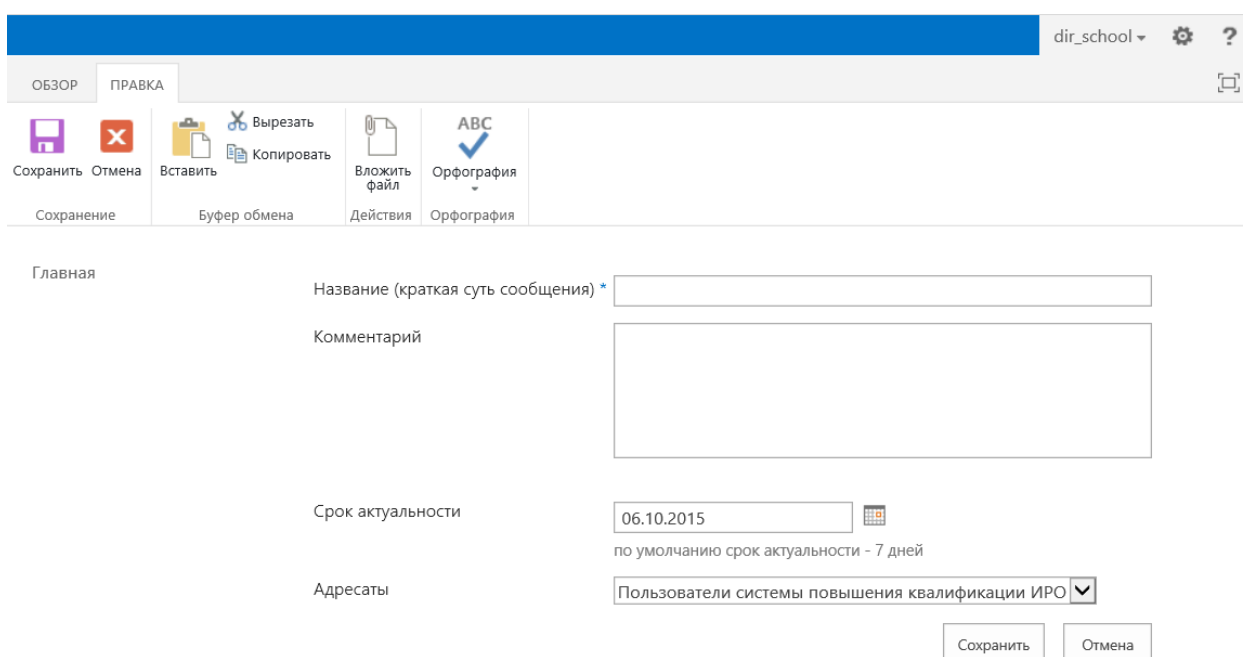 dir_school ?
ОБЗОР ПРАВКА
Сохранить Отмена Вставить Вырезать Копировать Вложить файл ABC Орфография
Сохранение Буфер обмена Действия Орфография
Главная
Название (краткая суть сообщения) *
Комментарий
Срок актуальности 06.10.2015
по умолчанию срок актуальности - 7 дней
Адресаты Пользователи системы повышения квалификации ИРО
Сохранить Отмена